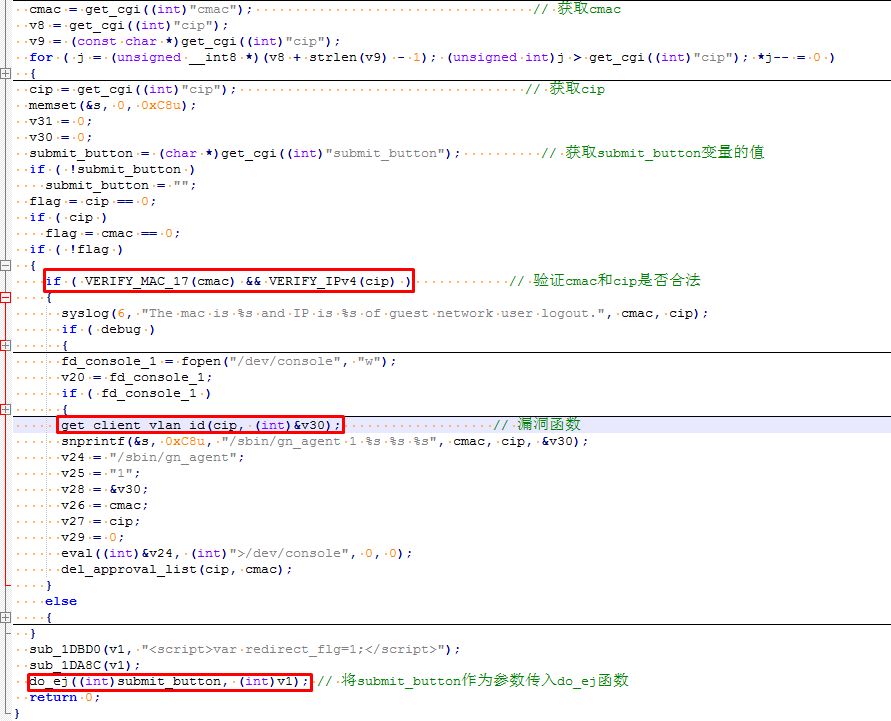 cmac = get_cgi((int)"cmac"); // 获取cmac
v8 = get_cgi((int)"cip");
v9 = (const char *)get_cgi((int)"cip");
for ( j = (unsigned __int8 *)(v8 + strlen(v9) - 1); (unsigned int)j > get_cgi((int)"cip"); *j-- = 0 )
{
cip = get_cgi((int)"cip"); // 获取cip
memset(&s, 0, 0xC8u);
v31 = 0;
v30 = 0;
submit_button = (char *)get_cgi((int)"submit_button"); // 获取submit_button变量的值
if ( !submit_button )
submit_button = "";
flag = cip == 0;
if ( cip )
flag = cmac == 0;
if ( !flag )
{
if ( VERIFY_MAC_17(cmac) && VERIFY_IPv4(cip) ) // 验证cmac和cip是否合法
{
syslog(6, "The mac is %s and IP is %s of guest network user logout.", cmac, cip);
if ( debug )
{
fd_console_1 = fopen("/dev/console", "w");
v20 = fd_console_1;
if ( fd_console_1 )
{
get_client_vlan_id(cip, (int)&v30); // 漏洞函数
snprintf(&s, 0xC8u, "/sbin/gn_agent 1 %s %s %s", cmac, cip, &v30);
v24 = "/sbin/gn_agent";
v25 = "1";
v28 = &v30;
v26 = cmac;
v27 = cip;
v29 = 0;
eval((int)&v24, (int)">/dev/console", 0, 0);
del_approval_list(cip, cmac);
}
else
{
}
sub_1DBD0(v1, "<script>var redirect_flg=1;</script>");
sub_1DA8C(v1);
do_ej((int)submit_button, (int)v1); // 将submit_button作为参数传入do_ej函数
return 0;
}